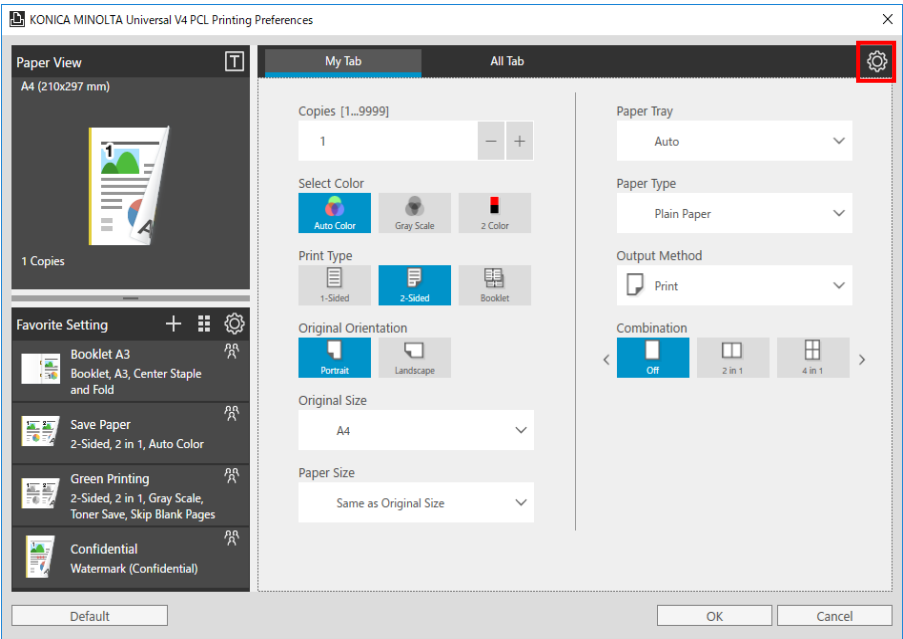 KONICA MINOLTA Universal V4 PCL Printing Preferences
Paper View
T
A4 (210x297 mm)
1
A
1 Copies
Favorite Setting
Booklet A3
Booklet, A3, Center Staple
and Fold
Save Paper
2-Sided, 2 in 1, Auto Color
Green Printing
2-Sided, 2 in 1, Gray Scale,
Toner Save, Skip Blank Pages
Confidential
Watermark (Confidential)
My Tab
All Tab
Copies [1...9999]
1
Select Color
Auto Color
Gray Scale
2 Color
Print Type
1-Sided
2-Sided
Booklet
Original Orientation
Portrait
Landscape
Original Size
A4
Paper Size
Same as Original Size
Paper Tray
Auto
Paper Type
Plain Paper
Output Method
Print
Combination
Off
2 in 1
4 in 1
Default
OK
Cancel